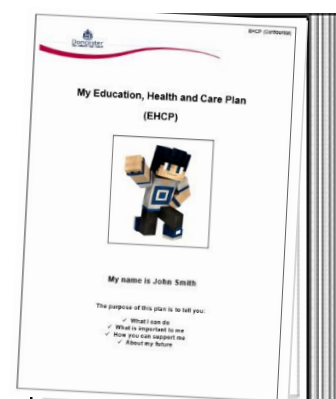 EHCP (Confidential)
Doncaster
My Education, Health and Care Plan
(EHCP)
My name is John Smith
The purpose of this plan is to tell you:
✓ What I can do
✓ What is important to me
✓ How you can support me
✓ About my future